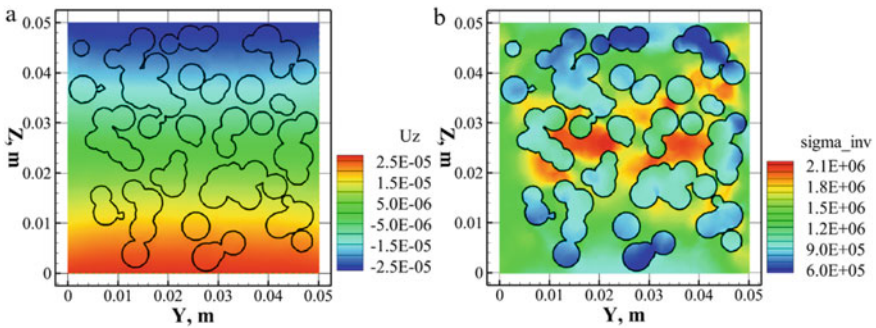 a
0.05
0.04
0.03
0.02
0.01
0
Z, m
0 0.01 0.02 0.03 0.04 0.05
Y, m
Uz
2.5E-05
1.5E-05
5.0E-06
-5.0E-06
-1.5E-05
-2.5E-05
b
0.05
0.04
0.03
0.02
0.01
0
Z, m
0 0.01 0.02 0.03 0.04 0.05
Y, m
sigma_inv
2.1E+06
1.8E+06
1.5E+06
1.2E+06
9.0E+05
6.0E+05